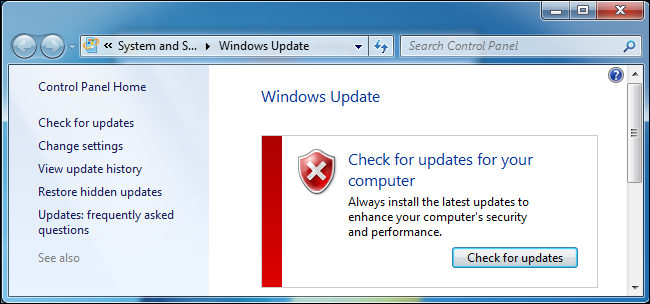 « System and S... ▸ Windows Update
Search Control Panel
Control Panel Home
Check for updates
Change settings
View update history
Restore hidden updates
Updates: frequently asked
questions
See also
Windows Update
Check for updates for your
computer
Always install the latest updates to
enhance your computer's security
and performance.
Check for updates